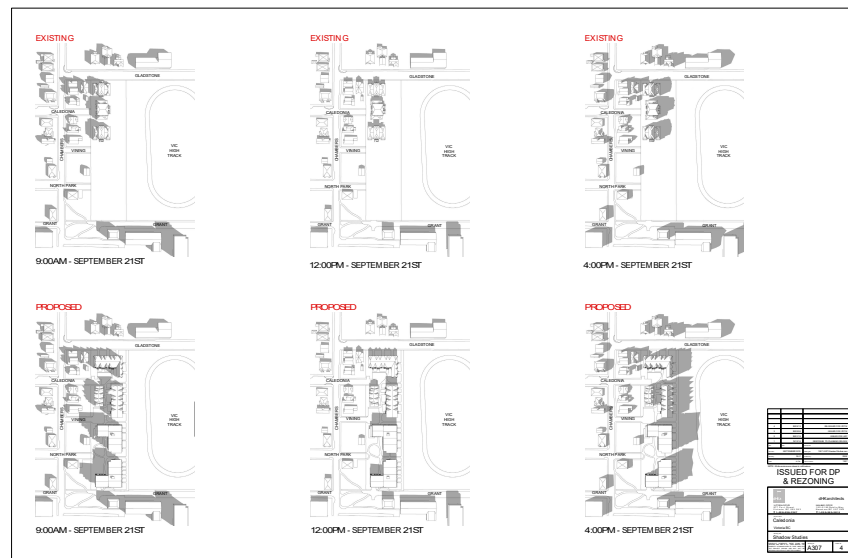 EXISTING
EXISTING
EXISTING
GLADSTONE
CALEDONIA
CHAMBERS
VINING
VIC
HIGH
TRACK
NORTH PARK
GRANT
GRANT
9:00AM - SEPTEMBER 21ST
GLADSTONE
CALEDONIA
CHAMBERS
VINING
VIC
HIGH
TRACK
NORTH PARK
GRANT
GRANT
12:00PM - SEPTEMBER 21ST
GLADSTONE
CALEDONIA
CHAMBERS
VINING
VIC
HIGH
TRACK
NORTH PARK
GRANT
GRANT
4:00PM - SEPTEMBER 21ST
PROPOSED
PROPOSED
PROPOSED
GLADSTONE
CALEDONIA
CHAMBERS
VINING
VIC
HIGH
TRACK
NORTH PARK
GRANT
9:00AM - SEPTEMBER 21ST
GLADSTONE
CALEDONIA
CHAMBERS
VINING
VIC
HIGH
TRACK
NORTH PARK
GRANT
12:00PM - SEPTEMBER 21ST
GLADSTONE
CALEDONIA
CHAMBERS
VINING
VIC
HIGH
TRACK
NORTH PARK
GRANT
4:00PM - SEPTEMBER 21ST
ISSUED FOR DP
& REZONING
dHKarchitects
Caledonia
Victoria BC
Shadow Studies
A307
4